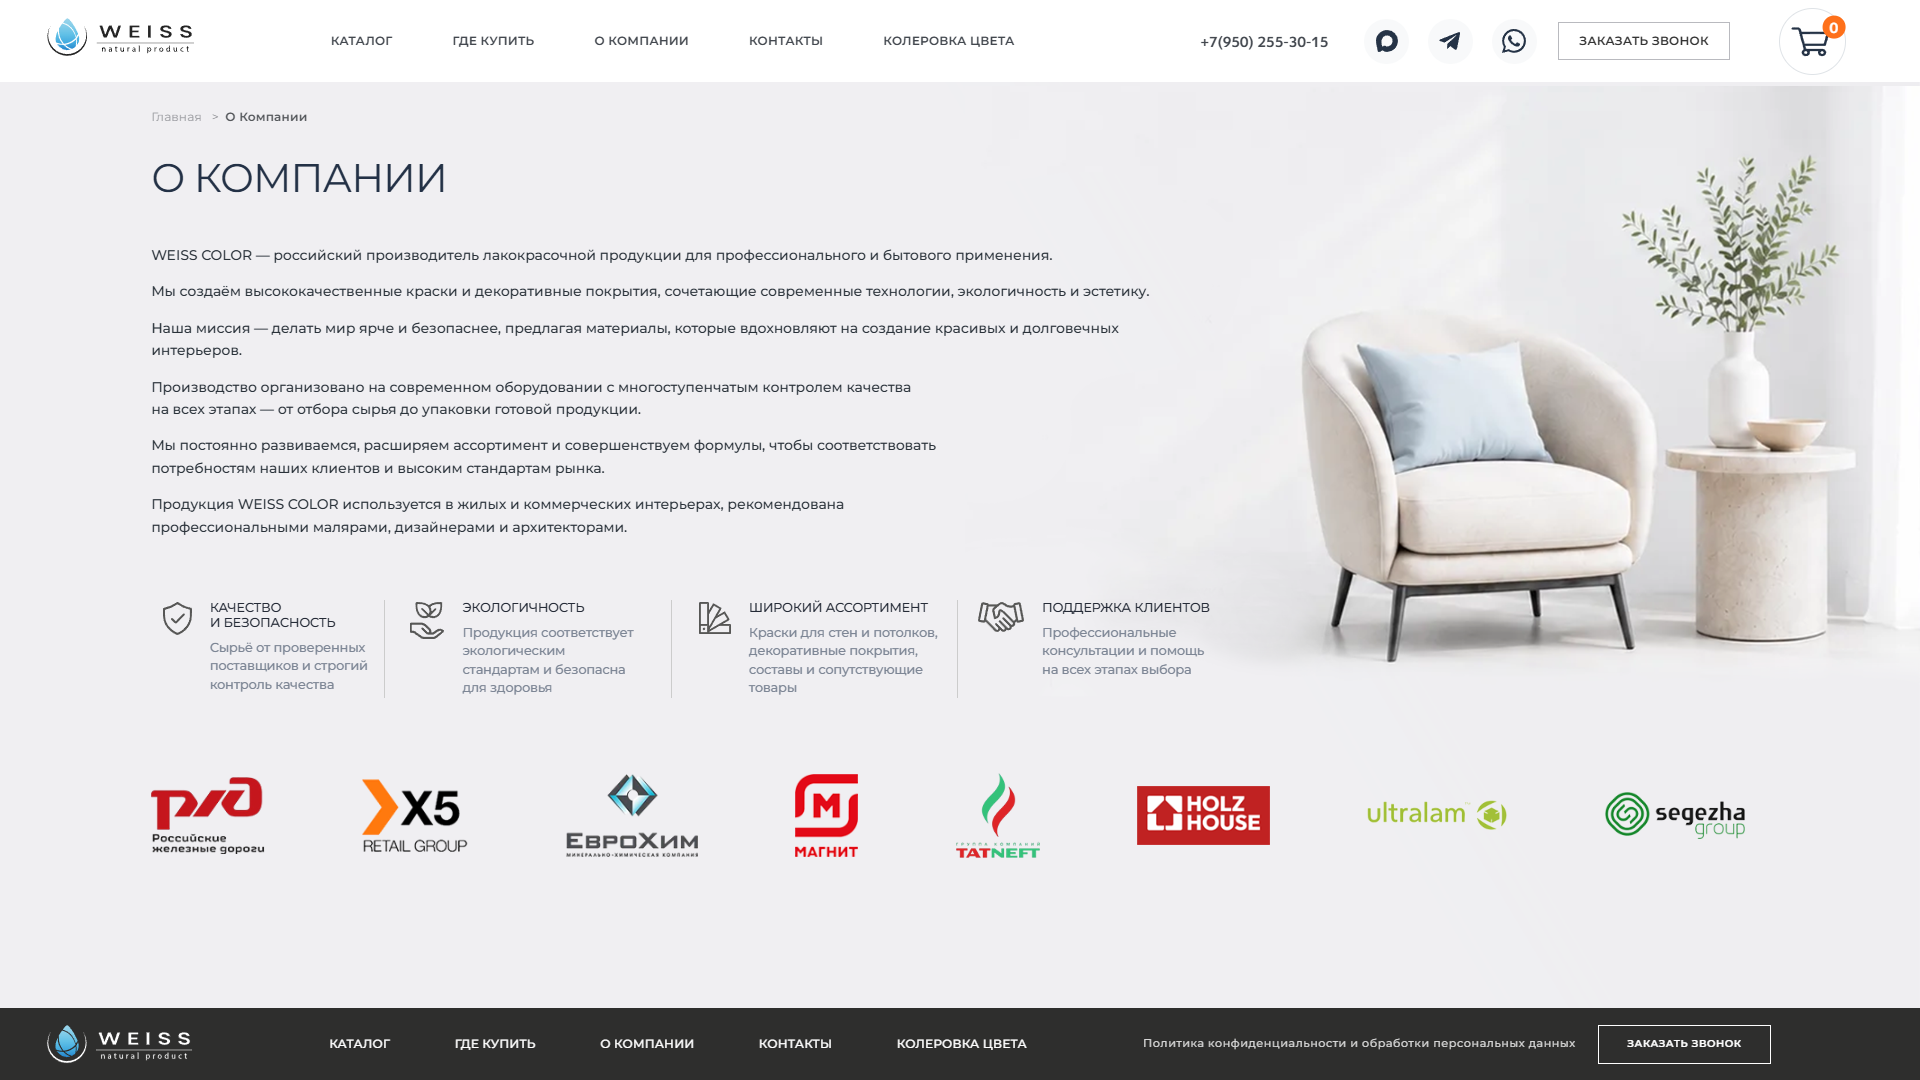 WEISS
natural product
КАТАЛОГ
ГДЕ КУПИТЬ
О КОМПАНИИ
КОНТАКТЫ
КОЛЕРОВКА ЦВЕТА
+7(950) 255-30-15
ЗАКАЗАТЬ ЗВОНОК
0
Главная > О Компании
О КОМПАНИИ
WEISS COLOR — российский производитель лакокрасочной продукции для профессионального и бытового применения.
Мы создаём высококачественные краски и декоративные покрытия, сочетающие современные технологии, экологичность и эстетику.
Наша миссия — делать мир ярче и безопаснее, предлагая материалы, которые вдохновляют на создание красивых и долговечных
интерьеров.
Производство организовано на современном оборудовании с многоступенчатым контролем качества
на всех этапах — от отбора сырья до упаковки готовой продукции.
Мы постоянно развиваемся, расширяем ассортимент и совершенствуем формулы, чтобы соответствовать
потребностям наших клиентов и высоким стандартам рынка.
Продукция WEISS COLOR используется в жилых и коммерческих интерьерах, рекомендована
профессиональными малярами, дизайнерами и архитекторами.
КАЧЕСТВО
И БЕЗОПАСНОСТЬ
Сырьё от проверенных
поставщиков и строгий
контроль качества
ЭКОЛОГИЧНОСТЬ
Продукция соответствует
экологическим
стандартам и безопасна
для здоровья
ШИРОКИЙ АССОРТИМЕНТ
Краски для стен и потолков,
декоративные покрытия,
составы и сопутствующие
товары
ПОДДЕРЖКА КЛИЕНТОВ
Профессиональные
консультации и помощь
на всех этапах выбора
ржд
Российские
железные дороги
X5
RETAIL GROUP
ЕвроХим
МИНЕРАЛЬНО-ХИМИЧЕСКАЯ КОМПАНИЯ
М
МАГНИТ
ГРУППА КОМПАНИЙ
TATNEFT
HOLZ
HOUSE
ultralam
segezha
group
WEISS
natural product
КАТАЛОГ
ГДЕ КУПИТЬ
О КОМПАНИИ
КОНТАКТЫ
КОЛЕРОВКА ЦВЕТА
Политика конфиденциальности и обработки персональных данных
ЗАКАЗАТЬ ЗВОНОК